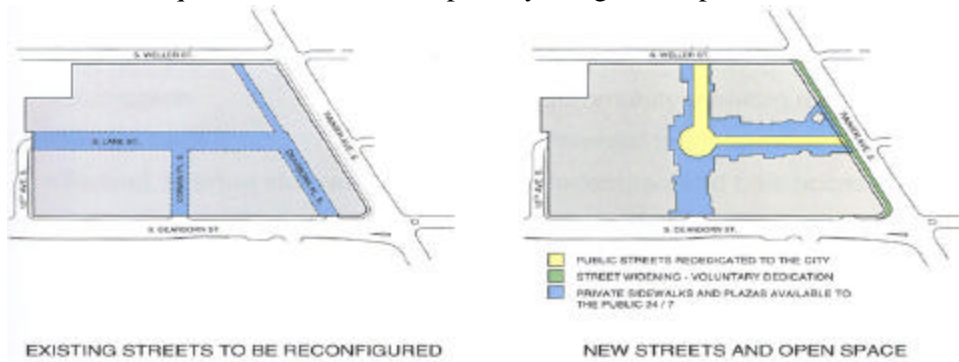 S. WELLER ST.
S. LANE ST.
RAINIER AVE. S.
CORWIN PL. S.
DEARBORN PL. S.
10TH AVE. S.
S. DEARBORN ST.
EXISTING STREETS TO BE RECONFIGURED
S. WELLER ST.
RAINIER AVE. S.
10TH AVE. S.
S. DEARBORN ST.
PUBLIC STREETS REDEDICATED TO THE CITY
STREET WIDENING - VOLUNTARY DEDICATION
PRIVATE SIDEWALKS AND PLAZAS AVAILABLE TO
THE PUBLIC 24 / 7
NEW STREETS AND OPEN SPACE